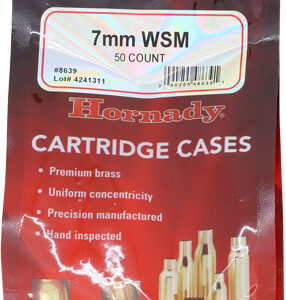 7mm WSM
50 COUNT
#8639
Lot# 4241311
Hornady
CARTRIDGE CASES
• Premium brass
• Uniform concentricity
• Precision manufactured
• Hand inspected